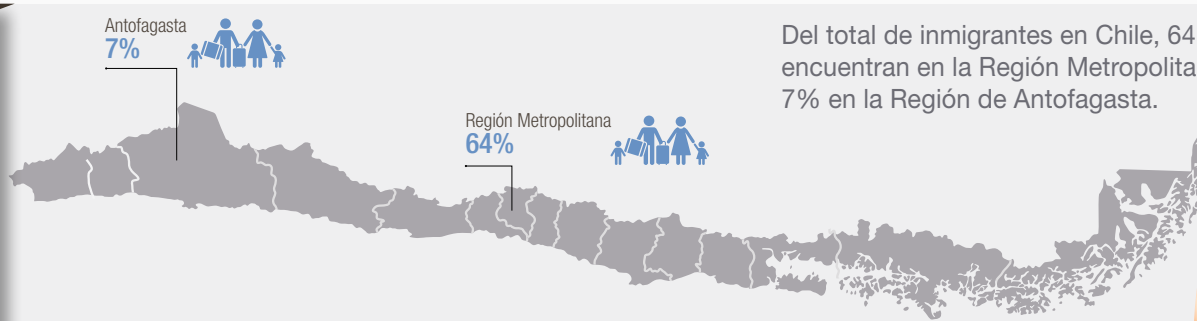 Antofagasta
7%
Región Metropolitana
64%
Del total de inmigrantes en Chile, 64
encuentran en la Región
7% en la Región de Antofagasta.